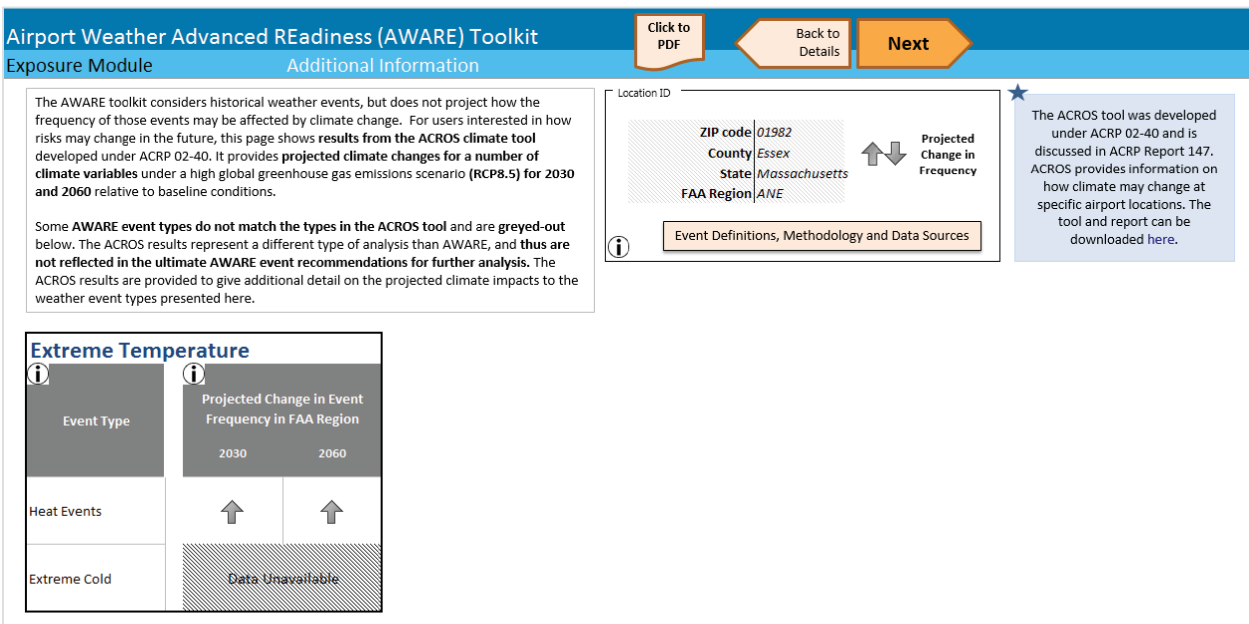 Airport Weather Advanced REadiness (AWARE) Toolkit
Click to
PDF
Back to
Details
Next
Exposure Module
Additional Information
The AWARE toolkit considers historical weather events, but does not project how the
frequency of those events may be affected by climate change. For users interested in how
risks may change in the future, this page shows results from the ACROS climate tool
developed under ACRP 02-40. It provides projected climate changes for a number of
climate variables under a high global greenhouse gas emissions scenario (RCP8.5) for 2030
and 2060 relative to baseline conditions.
Some AWARE event types do not match the types in the ACROS tool and are greyed-out
below. The ACROS results represent a different type of analysis than AWARE, and thus are
not reflected in the ultimate AWARE event recommendations for further analysis. The
ACROS results are provided to give additional detail on the projected climate impacts to the
weather event types presented here.
Location ID
ZIP code 01982
County Essex
State Massachusetts
FAA Region ANE
Projected
Change in
Frequency
i
Event Definitions, Methodology and Data Sources
The ACROS tool was developed
under ACRP 02-40 and is
discussed in ACRP Report 147.
ACROS provides information on
how climate may change at
specific airport locations. The
tool and report can be
downloaded here.
Extreme Temperature
i
i
Event Type
Projected Change in Event
Frequency in FAA Region
2030 2060
Heat Events
Extreme Cold
Data Unavailable